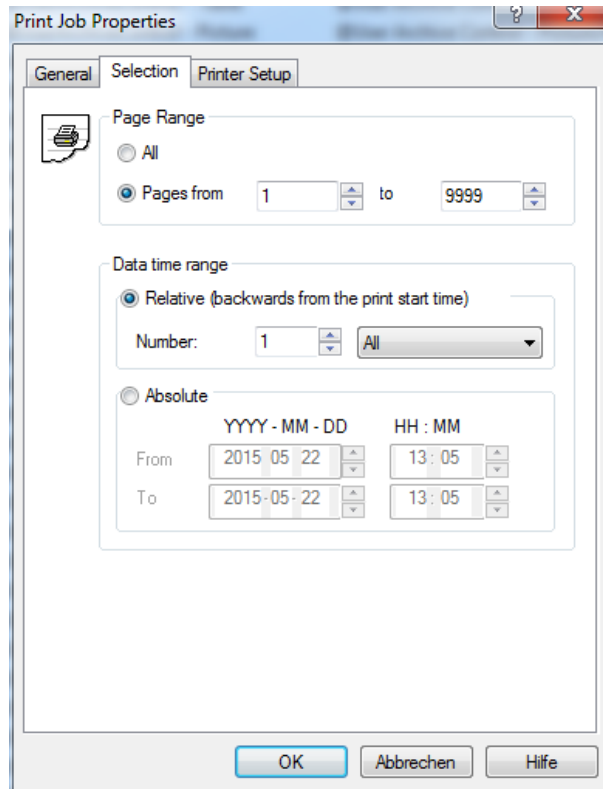 Print Job Properties
General Selection Printer Setup
Page Range
All
Pages from 1 to 9999
Data time range
Relative (backwards from the print start time)
Number: 1 All
Absolute
YYYY - MM - DD HH : MM
From 2015 05 22 13 : 05
To 2015-05-22 13 : 05
OK Abbrechen Hilfe